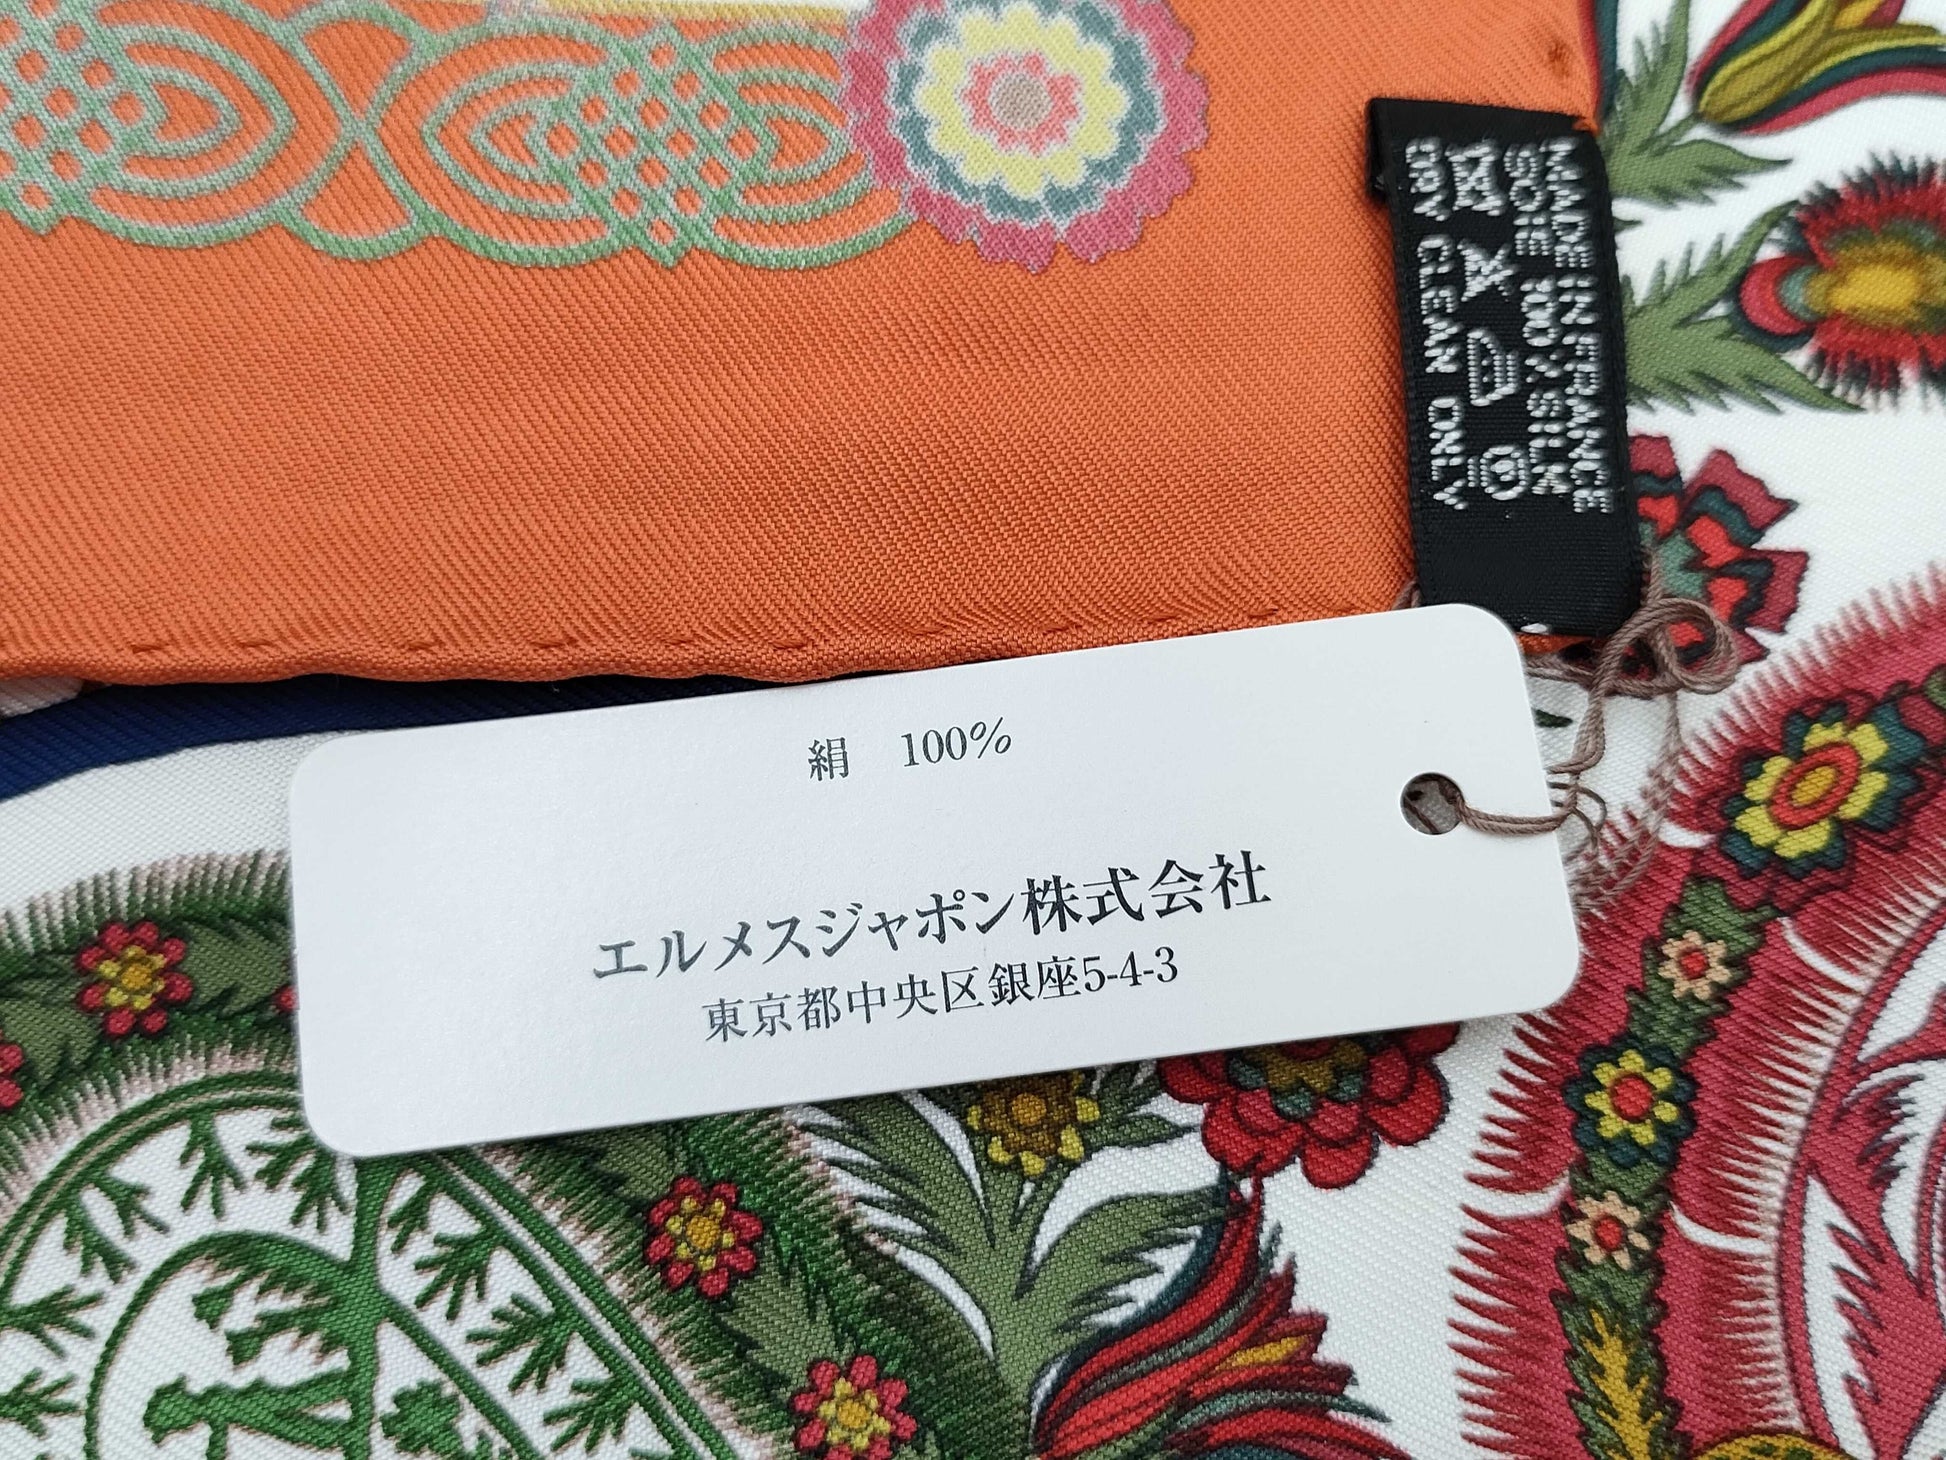 MADE IN FRANCE
SOIE 100% SILK
DRY CLEAN ONLY
絹 100%
エルメスジャポン株式会社
東京都中央区銀座5-4-3